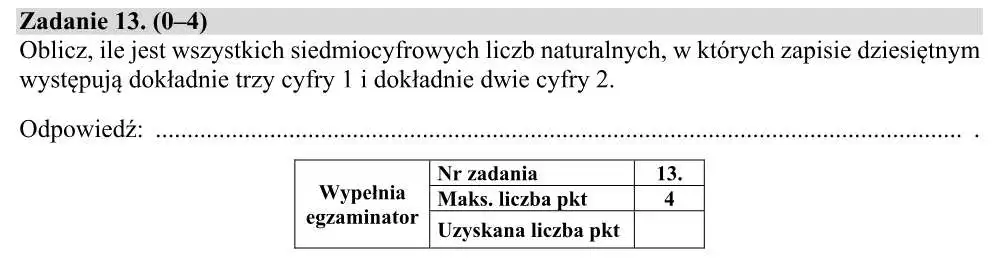 Zadanie 13. (0–4)
Oblicz, ile jest wszystkich siedmiocyfrowych liczb naturalnych, w których zapisie dziesiętnym
występują dokładnie trzy cyfry 1 i dokładnie dwie cyfry 2.
Odpowiedź: ................................................................................................................................ .
Wypełnia
egzaminator
Nr zadania 13.
Maks. liczba pkt 4
Uzyskana liczba pkt